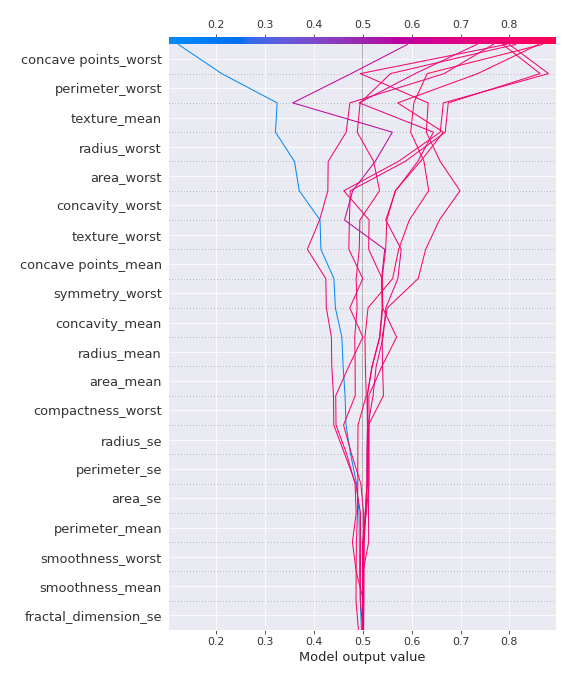 0.2 0.3 0.4 0.5 0.6 0.7 0.8
concave points_worst
perimeter_worst
texture_mean
radius_worst
area_worst
concavity_worst
texture_worst
concave points_mean
symmetry_worst
concavity_mean
radius_mean
area_mean
compactness_worst
radius_se
perimeter_se
area_se
perimeter_mean
smoothness_worst
smoothness_mean
fractal_dimension_se
0.2 0.3 0.4 0.5 0.6 0.7 0.8
Model output value